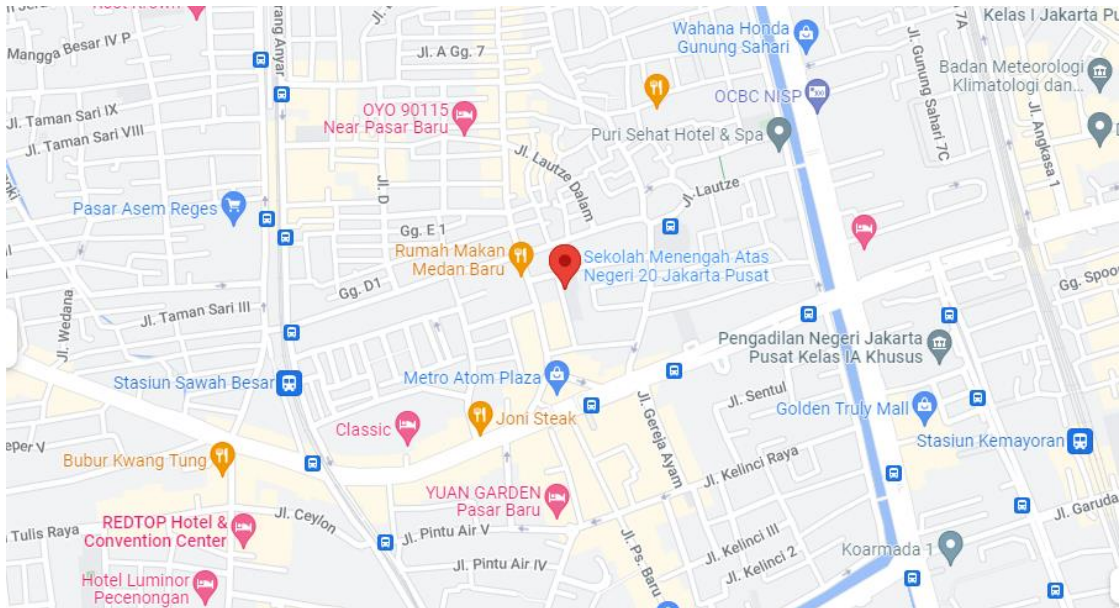 Mangga Besar IV P
Jl. Taman Sari IX
Jl. Taman Sari VIII
Jl. A Gg. 7
OYO 90115
Near Pasar Baru
Wahana Honda
Gunung Sahari
OCBC NISP
Puri Sehat Hotel & Spa
Jl. Gunung Sahari 7C
7A
Kelas I Jakarta Pu
Badan Meteorologi
Klimatologi dan...
Jl. Angkasa 1
Jl. Lautze Dalam
Jl. Lautze
Jl. D
Pasar Asem Reges
Gg. E 1
Rumah Makan
Medan Baru
Sekolah Menengah Atas
Negeri 20 Jakarta Pusat
Gg. D1
Jl. Taman Sari III
Jl. Wedana
Gg. Spoo
Pengadilan Negeri Jakarta
Pusat Kelas IA Khusus
Stasiun Sawah Besar
Metro Atom Plaza
Jl. Sentul
Golden Truly Mall
Classic
Joni Steak
Jl. Gereja Ayam
Stasiun Kemayoran
eper V
Bubur Kwang Tung
Jl. Kelinci Raya
YUAN GARDEN
Pasar Baru
REDTOP Hotel &
Convention Center
Jl. Ceylon
Jl. Pintu Air V
Tulis Raya
Jl. Garuda
Jl. Kelinci III
Koarmada 1
Jl. Pintu Air IV
Jl. Ps. Baru
Jl. Kelinci 2
Hotel Luminor
Pecenongan